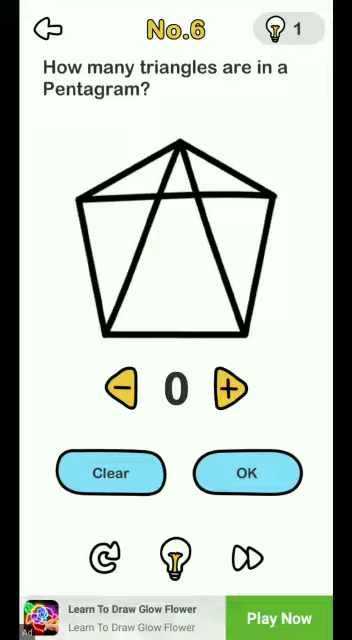 No.6
1
How many triangles are in a
Pentagram?
0
Clear
OK
Learn To Draw Glow Flower
Learn To Draw Glow Flower
Play Now
Ad